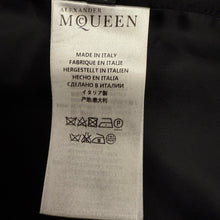 ALEXANDER
McQUEEN
MADE IN ITALY
FABRIQUE EN ITALIE
HERGESTELLT IN ITALIEN
HECHO EN ITALIA
СДЕЛАНО В ИТАЛИИ
イタリア製
产地:意大利